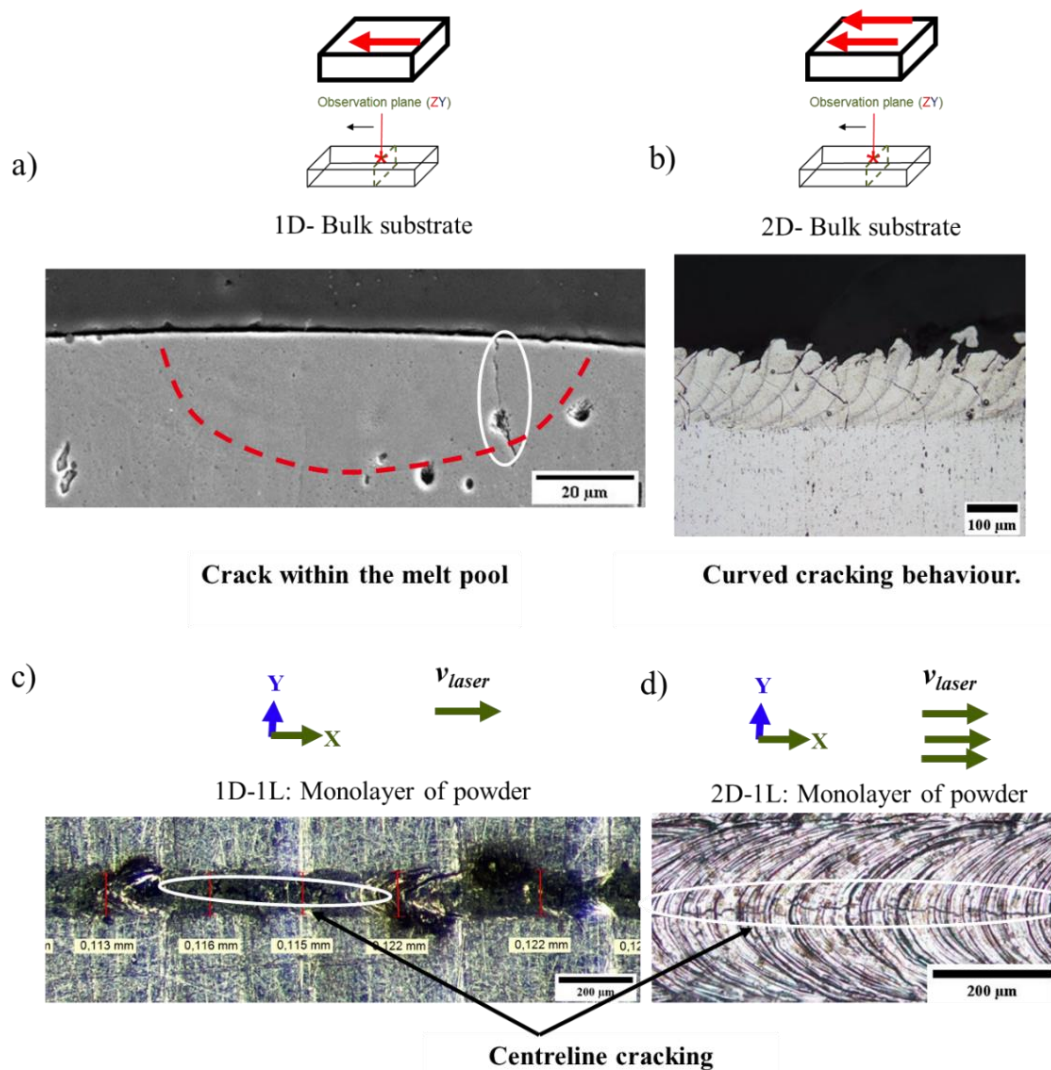 Observation plane (ZY)
a)
1D- Bulk substrate
20 µm
Crack within the melt pool
Observation plane (ZY)
b)
2D- Bulk substrate
100 µm
Curved cracking behaviour.
c)
Y
X
vlaser
1D-1L: Monolayer of powder
0,113 mm
0,116 mm
0,115 mm
0,122 mm
0,122 mm
200 µm
d)
Y
X
vlaser
2D-1L: Monolayer of powder
200 µm
Centreline cracking